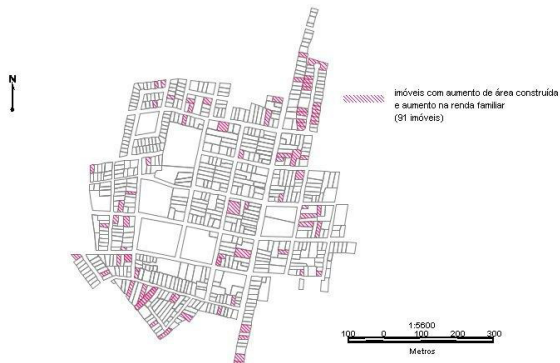 N
imóveis com aumento de área construída
e aumento na renda familiar
(91 imóveis)
1:5600
100 0 100 200 300
Metros